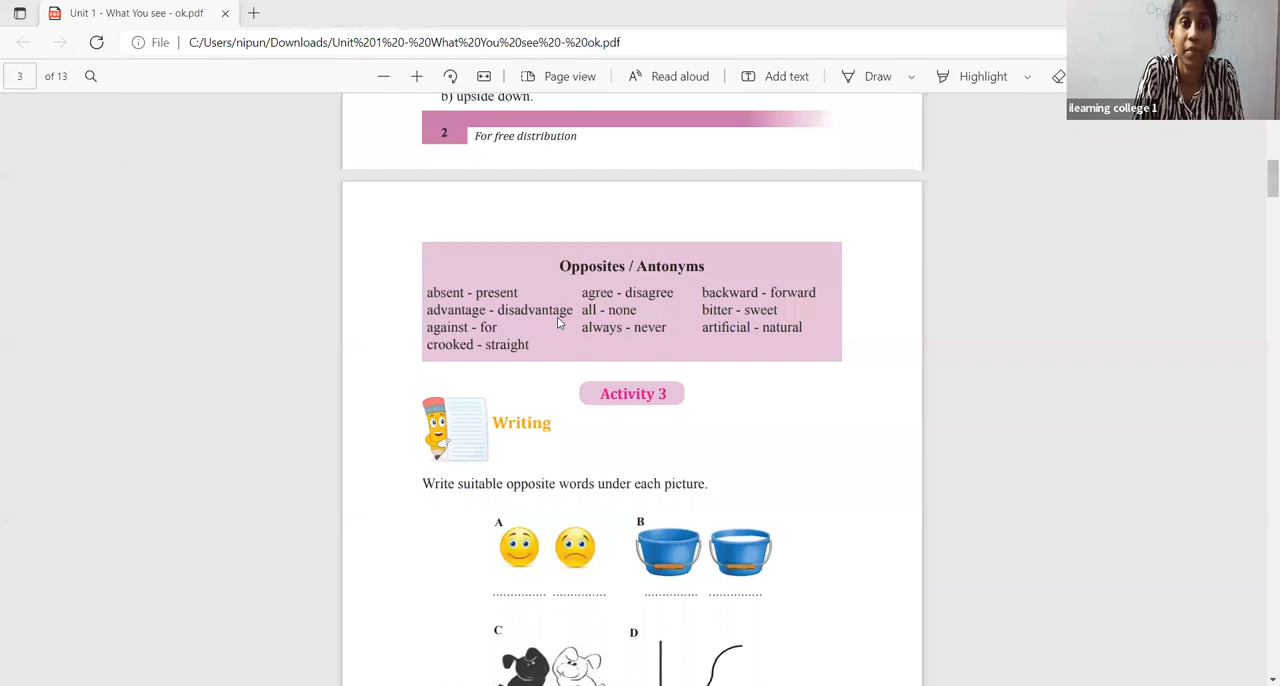 Unit 1 - What You see - ok.pdf
File | C:/Users/nipun/Downloads/Unit%201%20-%20What%20You%20see%20-%20ok.pdf
3 of 13 Page view Read aloud Add text Draw Highlight
ilearning college 1
b) upside down.
2 For free distribution
Opposites / Antonyms
absent - present agree - disagree backward - forward
advantage - disadvantage all - none bitter - sweet
against - for always - never artificial - natural
crooked - straight
Activity 3
Writing
Write suitable opposite words under each picture.
A B
............... ............... ............... ...............
C D